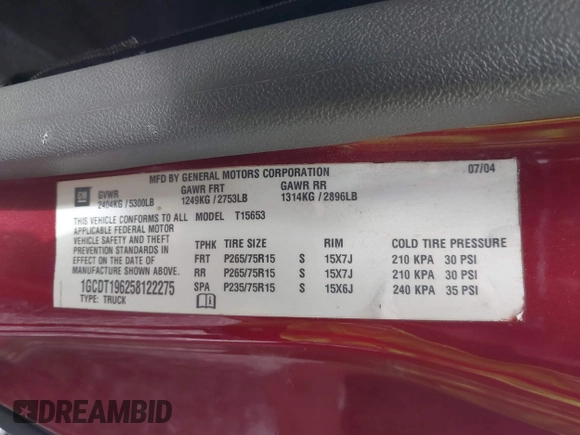 MFD BY GENERAL MOTORS CORPORATION 07/04
GM GVWR GAWR FRT GAWR RR
2404KG / 5300LB 1249KG / 2753LB 1314KG / 2896LB
THIS VEHICLE CONFORMS TO ALL MODEL T15653
APPLICABLE FEDERAL MOTOR
VEHICLE SAFETY AND THEFT TPHK TIRE SIZE RIM COLD TIRE PRESSURE
PREVENTION STANDARDS IN FRT P265/75R15 S 15X7J 210 KPA 30 PSI
EFFECT ON THE DATE OF
MANUFACTURE SHOWN ABOVE. RR P265/75R15 S 15X7J 210 KPA 30 PSI
1GCDT196258122275 SPA P235/75R15 S 15X6J 240 KPA 35 PSI
TYPE: TRUCK
DREAMBID